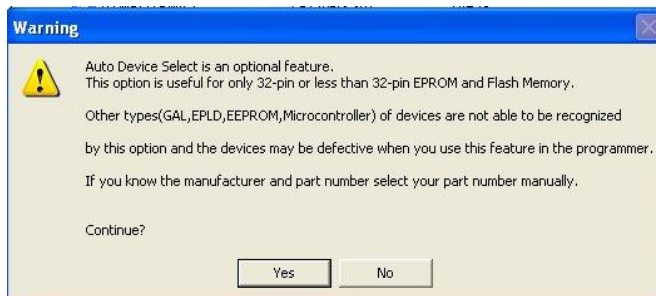 Warning
Auto Device Select is an optional feature.
This option is useful for only 32-pin or less than 32-pin EPROM and Flash Memory.
Other types(GAL,EPLD,EEPROM,Microcontroller) of devices are not able to be recognized
by this option and the devices may be defective when you use this feature in the programmer.
If you know the manufacturer and part number select your part number manually.
Continue?
Yes No